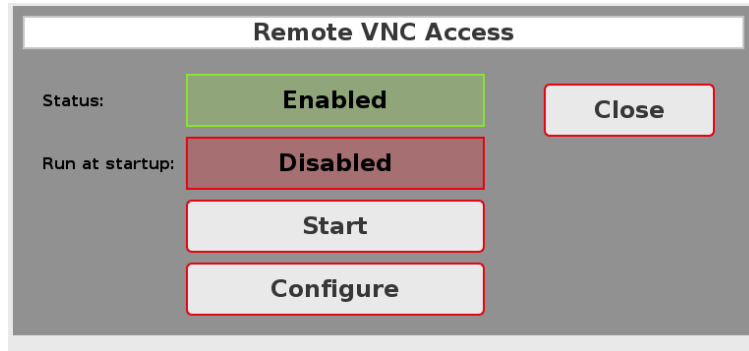 Remote VNC Access
Status:
Enabled
Close
Run at startup:
Disabled
Start
Configure